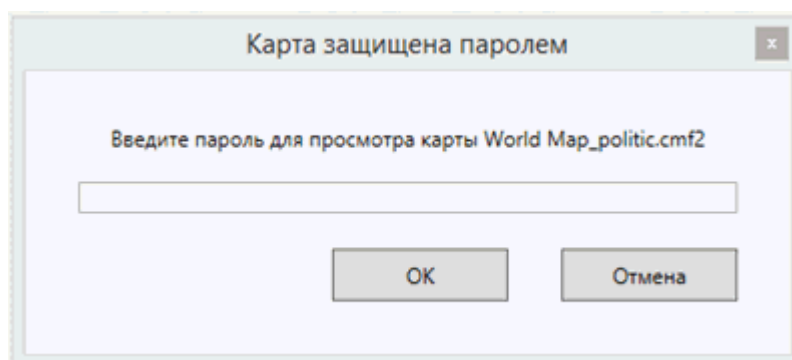 Карта защищена паролем
x
Введите пароль для просмотра карты World Map_politic.cmf2
OK
Отмена